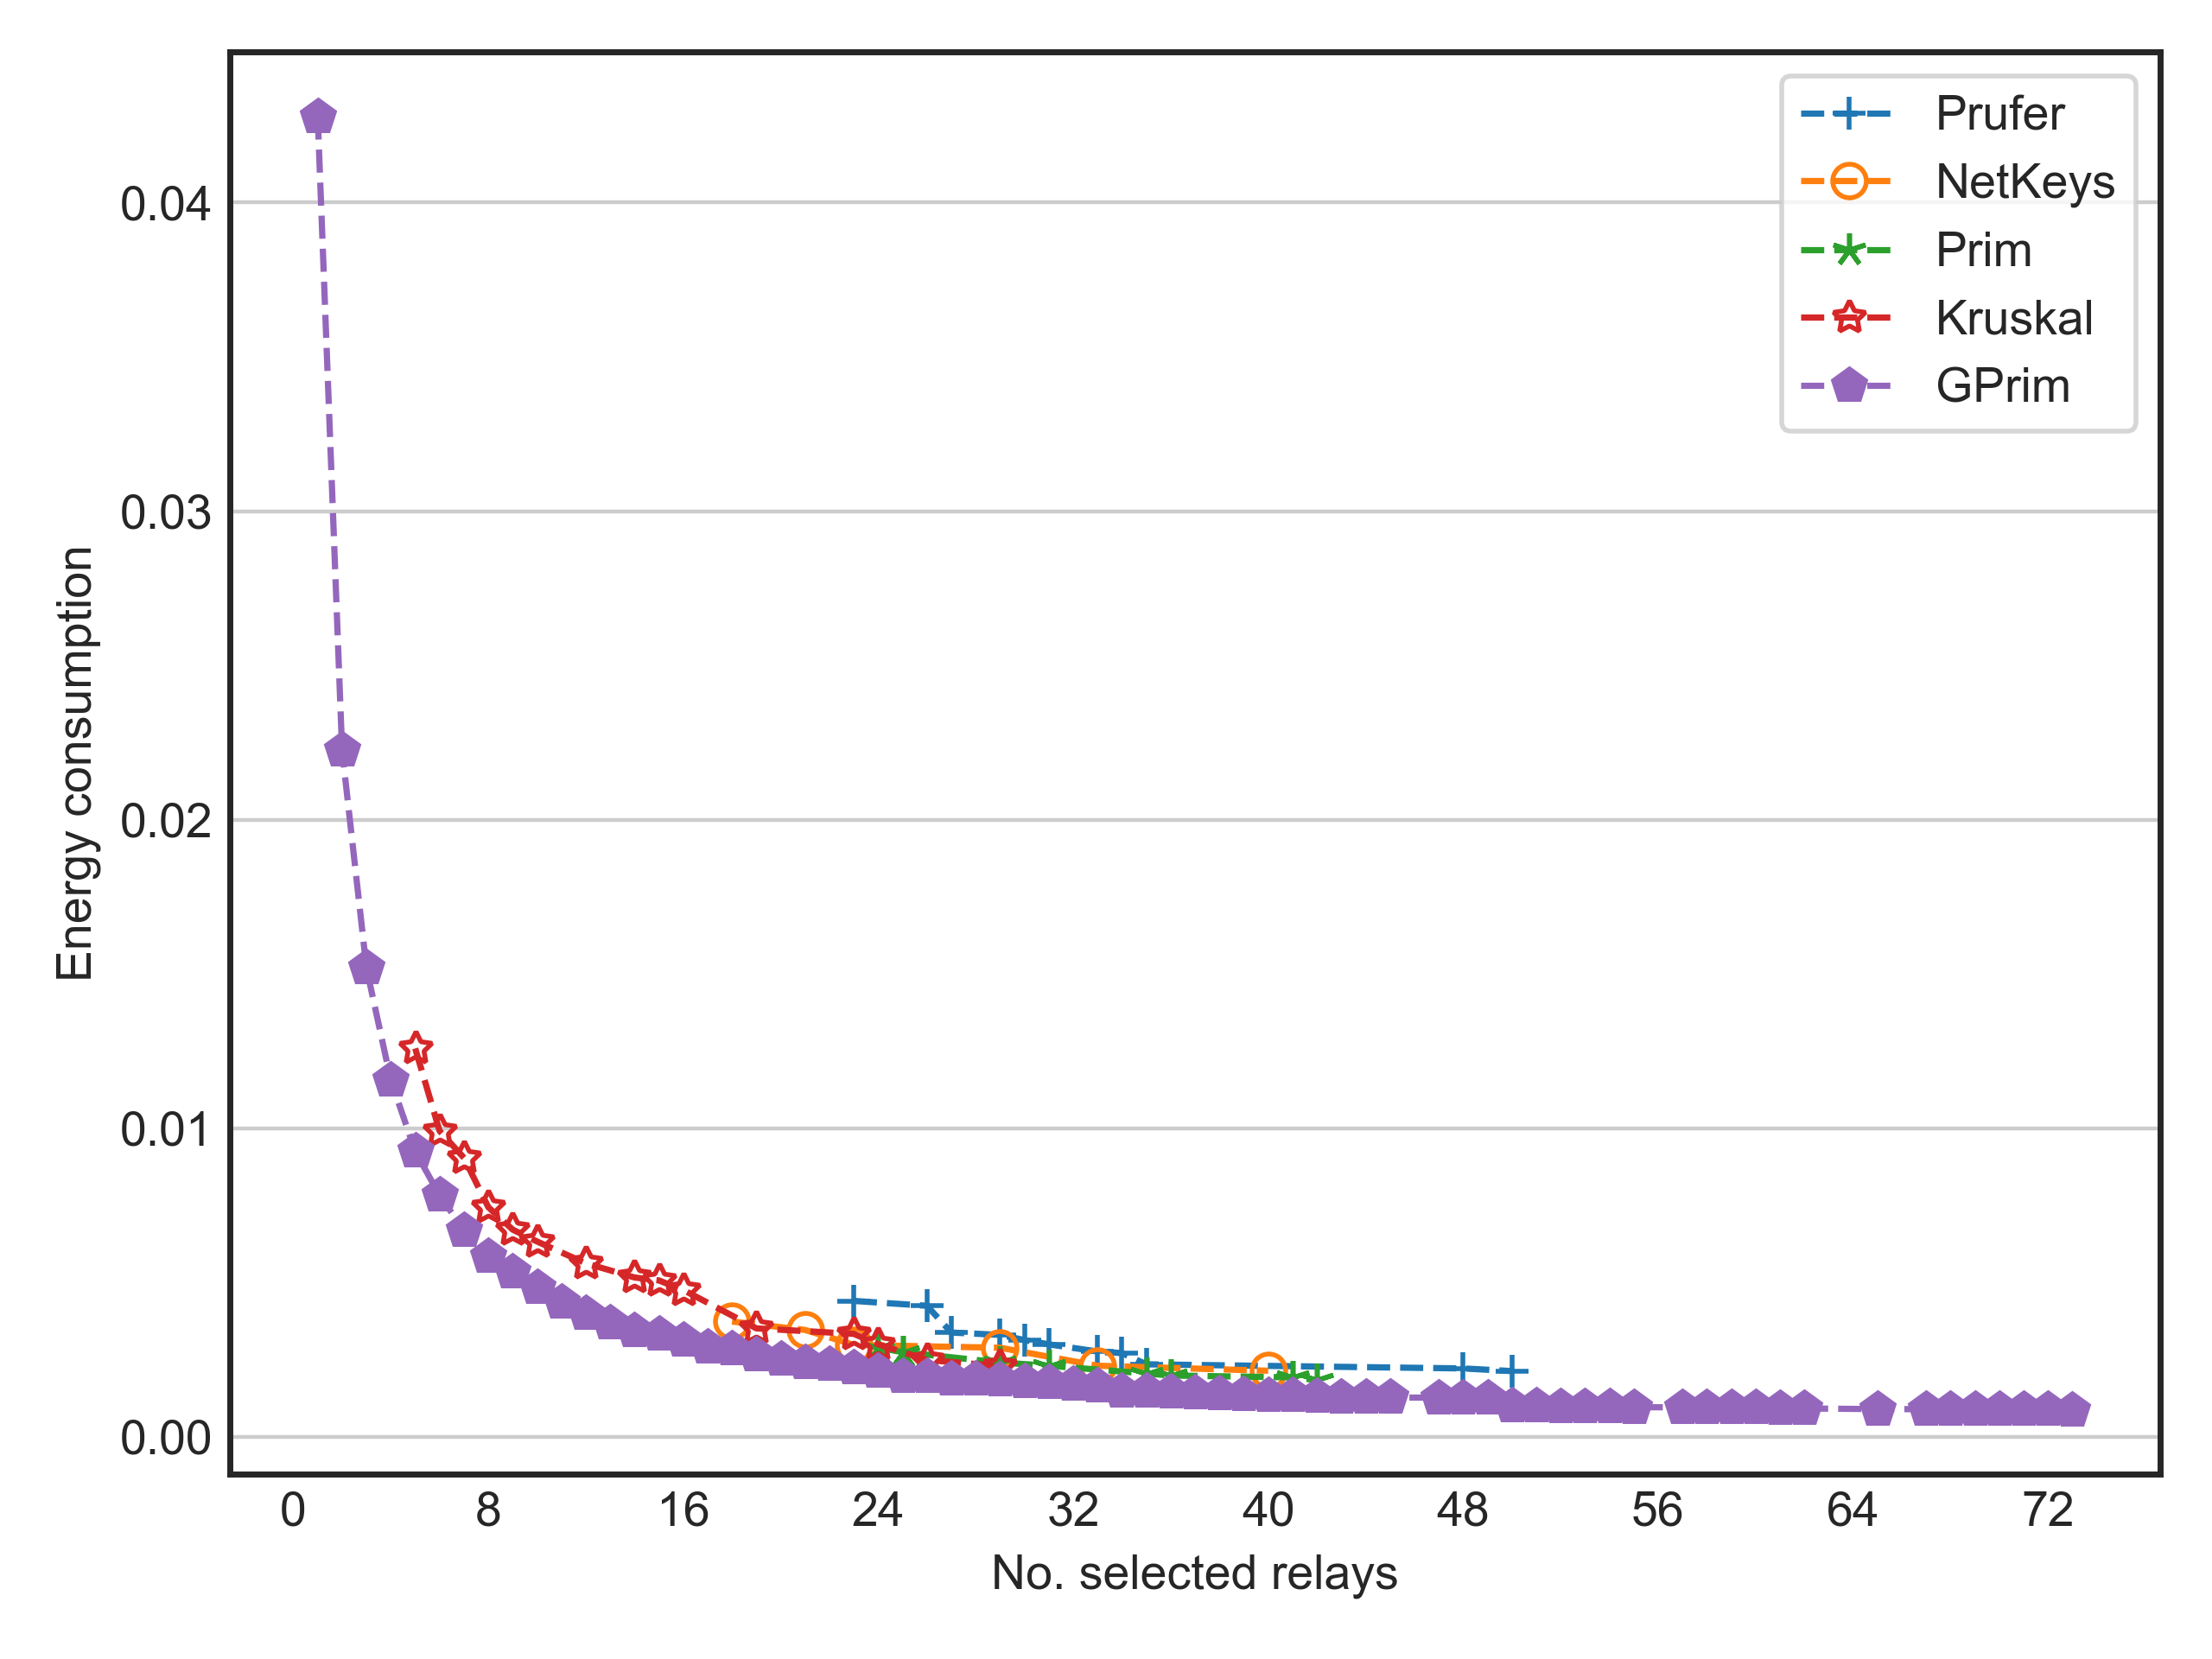 Prufer
NetKeys
Prim
Kruskal
GPrim
Energy consumption
0.04
0.03
0.02
0.01
0.00
0 8 16 24 32 40 48 56 64 72
No. selected relays